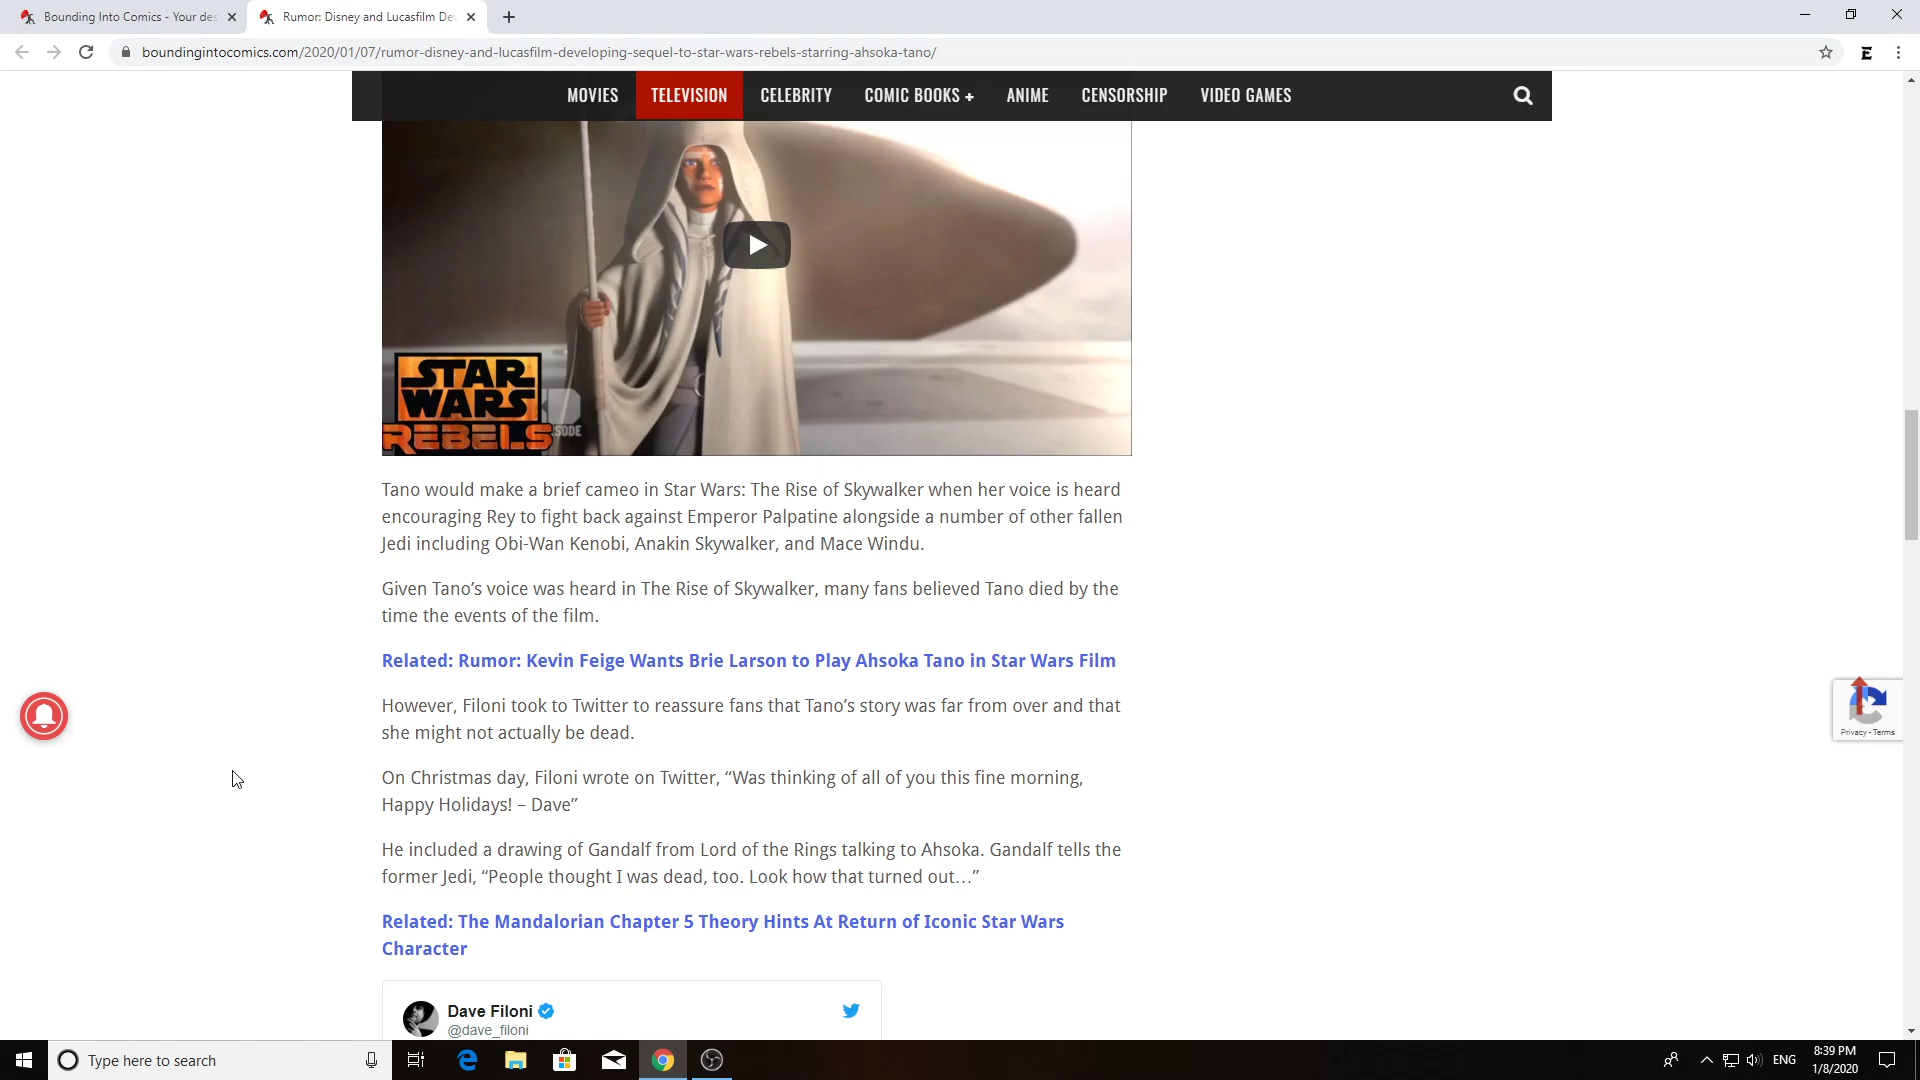 Bounding Into Comics - Your des
Rumor: Disney and Lucasfilm Dev
boundingintocomics.com/2020/01/07/rumor-disney-and-lucasfilm-developing-sequel-to-star-wars-rebels-starring-ahsoka-tano/
MOVIES TELEVISION CELEBRITY COMIC BOOKS + ANIME CENSORSHIP VIDEO GAMES
STAR
WARS
REBELS
Tano would make a brief cameo in Star Wars: The Rise of Skywalker when her voice is heard
encouraging Rey to fight back against Emperor Palpatine alongside a number of other fallen
Jedi including Obi-Wan Kenobi, Anakin Skywalker, and Mace Windu.
Given Tano’s voice was heard in The Rise of Skywalker, many fans believed Tano died by the
time the events of the film.
Related: Rumor: Kevin Feige Wants Brie Larson to Play Ahsoka Tano in Star Wars Film
However, Filoni took to Twitter to reassure fans that Tano’s story was far from over and that
she might not actually be dead.
On Christmas day, Filoni wrote on Twitter, “Was thinking of all of you this fine morning,
Happy Holidays! – Dave”
He included a drawing of Gandalf from Lord of the Rings talking to Ahsoka. Gandalf tells the
former Jedi, “People thought I was dead, too. Look how that turned out…”
Related: The Mandalorian Chapter 5 Theory Hints At Return of Iconic Star Wars
Character
Dave Filoni
@dave_filoni
Privacy - Terms
Type here to search
ENG
8:39 PM
1/8/2020